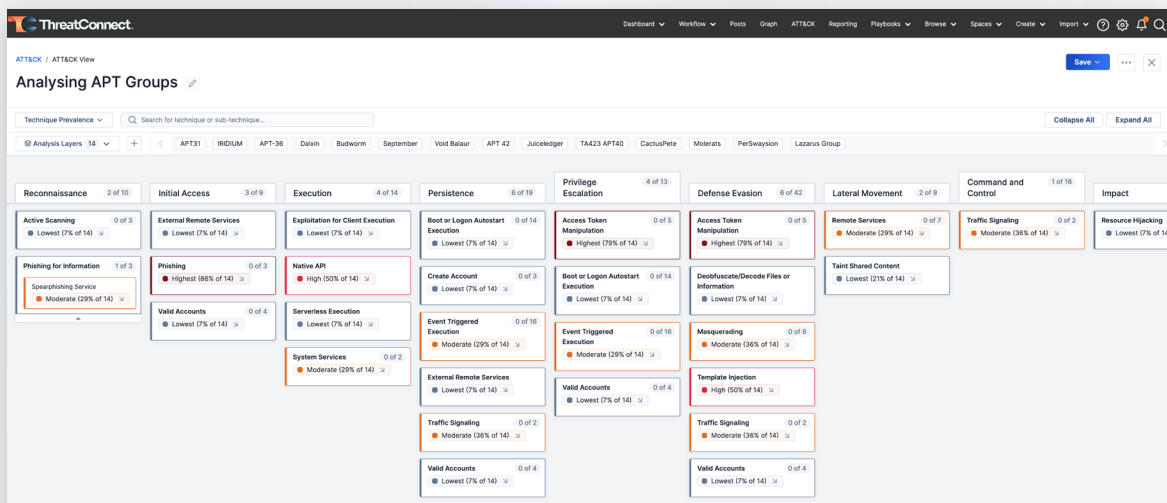 ThreatConnect.
Dashboard Workflow Posts Graph ATT&CK Reporting Playbooks Browse Spaces Create Import
ATT&CK / ATT&CK View
Analysing APT Groups
Save
Technique Prevalence
Search for technique or sub-technique...
Collapse All
Expand All
Analysis Layers 14
APT31 IRIDIUM APT-36 Dalxin Budworm September Void Balaur APT 42 Juiceledger TA423 APT40 CactusPete Molerats PerSwaysion Lazarus Group
Reconnaissance 2 of 10
Active Scanning 0 of 3
Lowest (7% of 14)
Phishing for Information 1 of 3
Spearphishing Service
Moderate (29% of 14)
Initial Access 3 of 9
External Remote Services
Lowest (7% of 14)
Phishing 0 of 3
Highest (86% of 14)
Valid Accounts 0 of 4
Lowest (7% of 14)
Execution 4 of 14
Exploitation for Client Execution
Lowest (7% of 14)
Native API
High (50% of 14)
Serverless Execution
Lowest (7% of 14)
System Services 0 of 2
Moderate (29% of 14)
Persistence 6 of 19
Boot or Logon Autostart 0 of 14
Execution
Lowest (7% of 14)
Create Account 0 of 3
Lowest (7% of 14)
Event Triggered 0 of 16
Execution
Moderate (29% of 14)
External Remote Services
Lowest (7% of 14)
Traffic Signaling 0 of 2
Moderate (36% of 14)
Valid Accounts 0 of 4
Lowest (7% of 14)
Privilege 4 of 13
Escalation
Access Token 0 of 5
Manipulation
Highest (79% of 14)
Boot or Logon Autostart 0 of 14
Execution
Lowest (7% of 14)
Event Triggered 0 of 16
Execution
Moderate (29% of 14)
Valid Accounts 0 of 4
Lowest (7% of 14)
Defense Evasion 6 of 42
Access Token 0 of 5
Manipulation
Highest (79% of 14)
Deobfuscate/Decode Files or
Information
Lowest (7% of 14)
Masquerading 0 of 8
Moderate (36% of 14)
Template Injection
High (50% of 14)
Traffic Signaling 0 of 2
Moderate (36% of 14)
Valid Accounts 0 of 4
Lowest (7% of 14)
Lateral Movement 2 of 9
Remote Services 0 of 7
Moderate (29% of 14)
Taint Shared Content
Lowest (21% of 14)
Command and 1 of 16
Control
Traffic Signaling 0 of 2
Moderate (36% of 14)
Impact
Resource Hijacking
Lowest (7% of 14